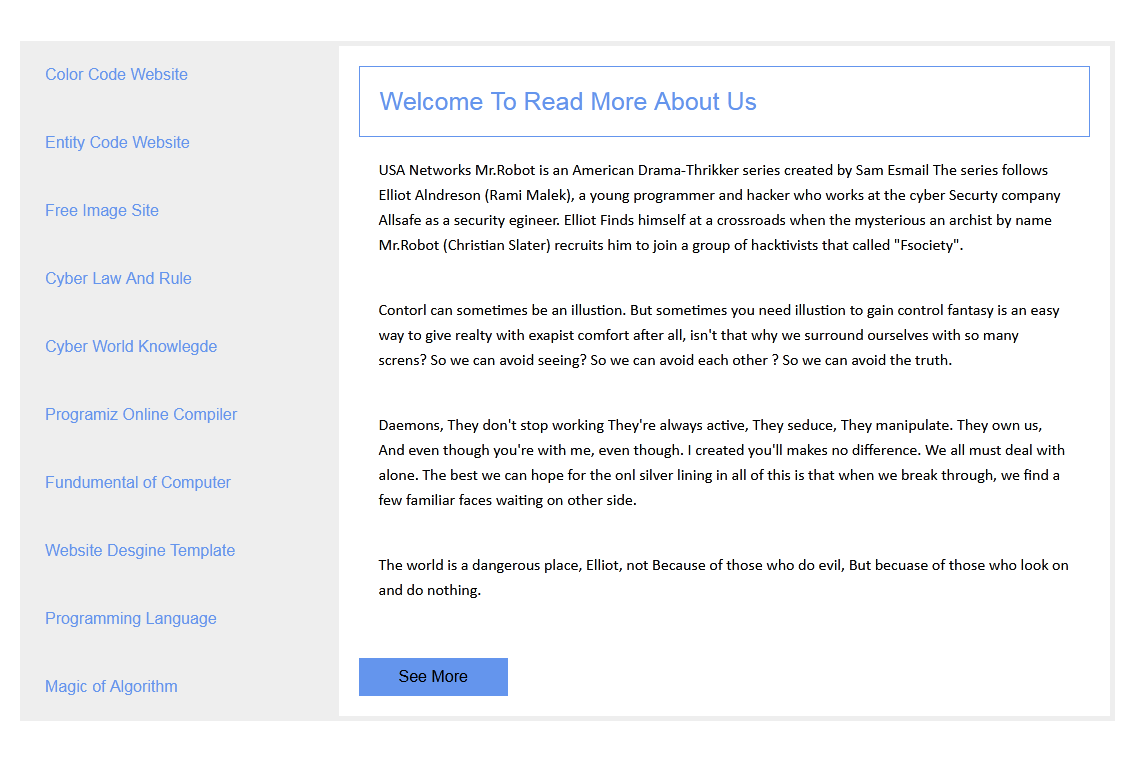 Color Code Website
Entity Code Website
Free Image Site
Cyber Law And Rule
Cyber World Knowlegde
Programiz Online Compiler
Fundumental of Computer
Website Desgine Template
Programming Language
Magic of Algorithm
Welcome To Read More About Us
USA Networks Mr.Robot is an American Drama-Thrikker series created by Sam Esmail The series follows
Elliot Alndreson (Rami Malek), a young programmer and hacker who works at the cyber Securty company
Allsafe as a security egineer. Elliot Finds himself at a crossroads when the mysterious an archist by name
Mr.Robot (Christian Slater) recruits him to join a group of hacktivists that called "Fsociety".
Contorl can sometimes be an illustion. But sometimes you need illustion to gain control fantasy is an easy
way to give realty with exapist comfort after all, isn't that why we surround ourselves with so many
screns? So we can avoid seeing? So we can avoid each other ? So we can avoid the truth.
Daemons, They don't stop working They're always active, They seduce, They manipulate. They own us,
And even though you're with me, even though. I created you'll makes no difference. We all must deal with
alone. The best we can hope for the onl silver lining in all of this is that when we break through, we find a
few familiar faces waiting on other side.
The world is a dangerous place, Elliot, not Because of those who do evil, But becuase of those who look on
and do nothing.
See More